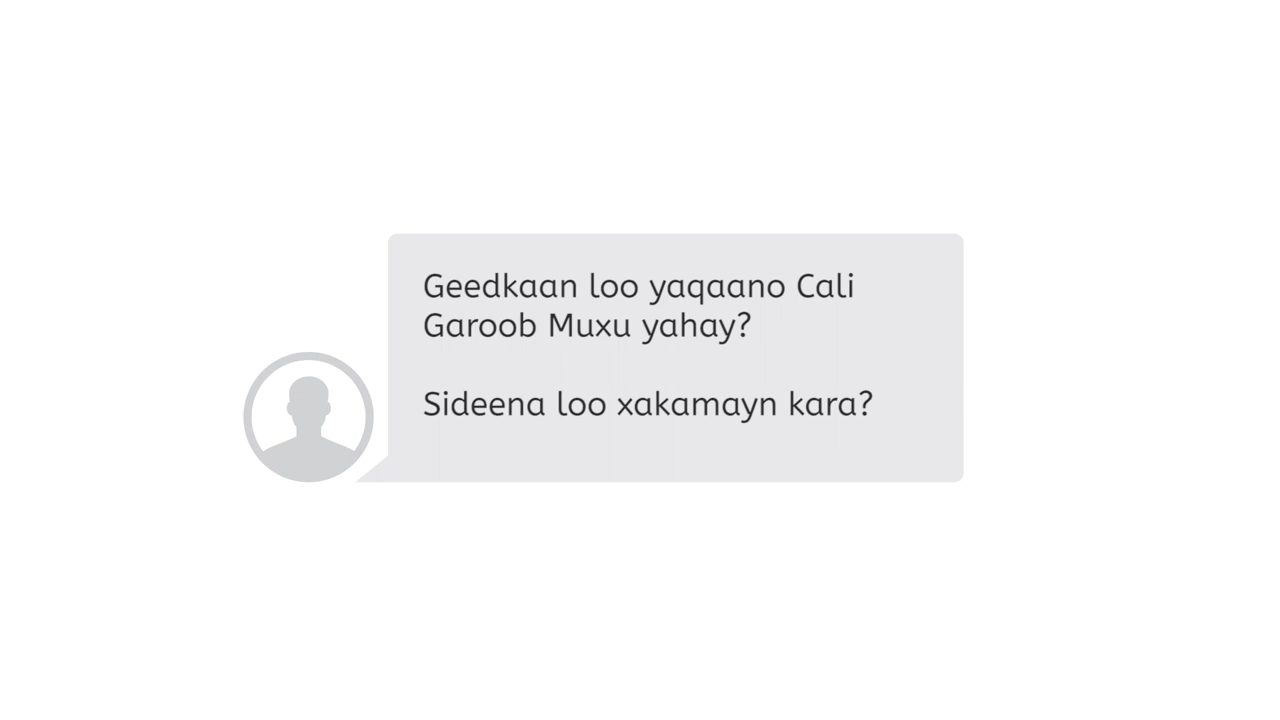 Geedkaan loo yaqaano Cali
Garoob Muxu yahay?
Sideena loo xakamayn kara?